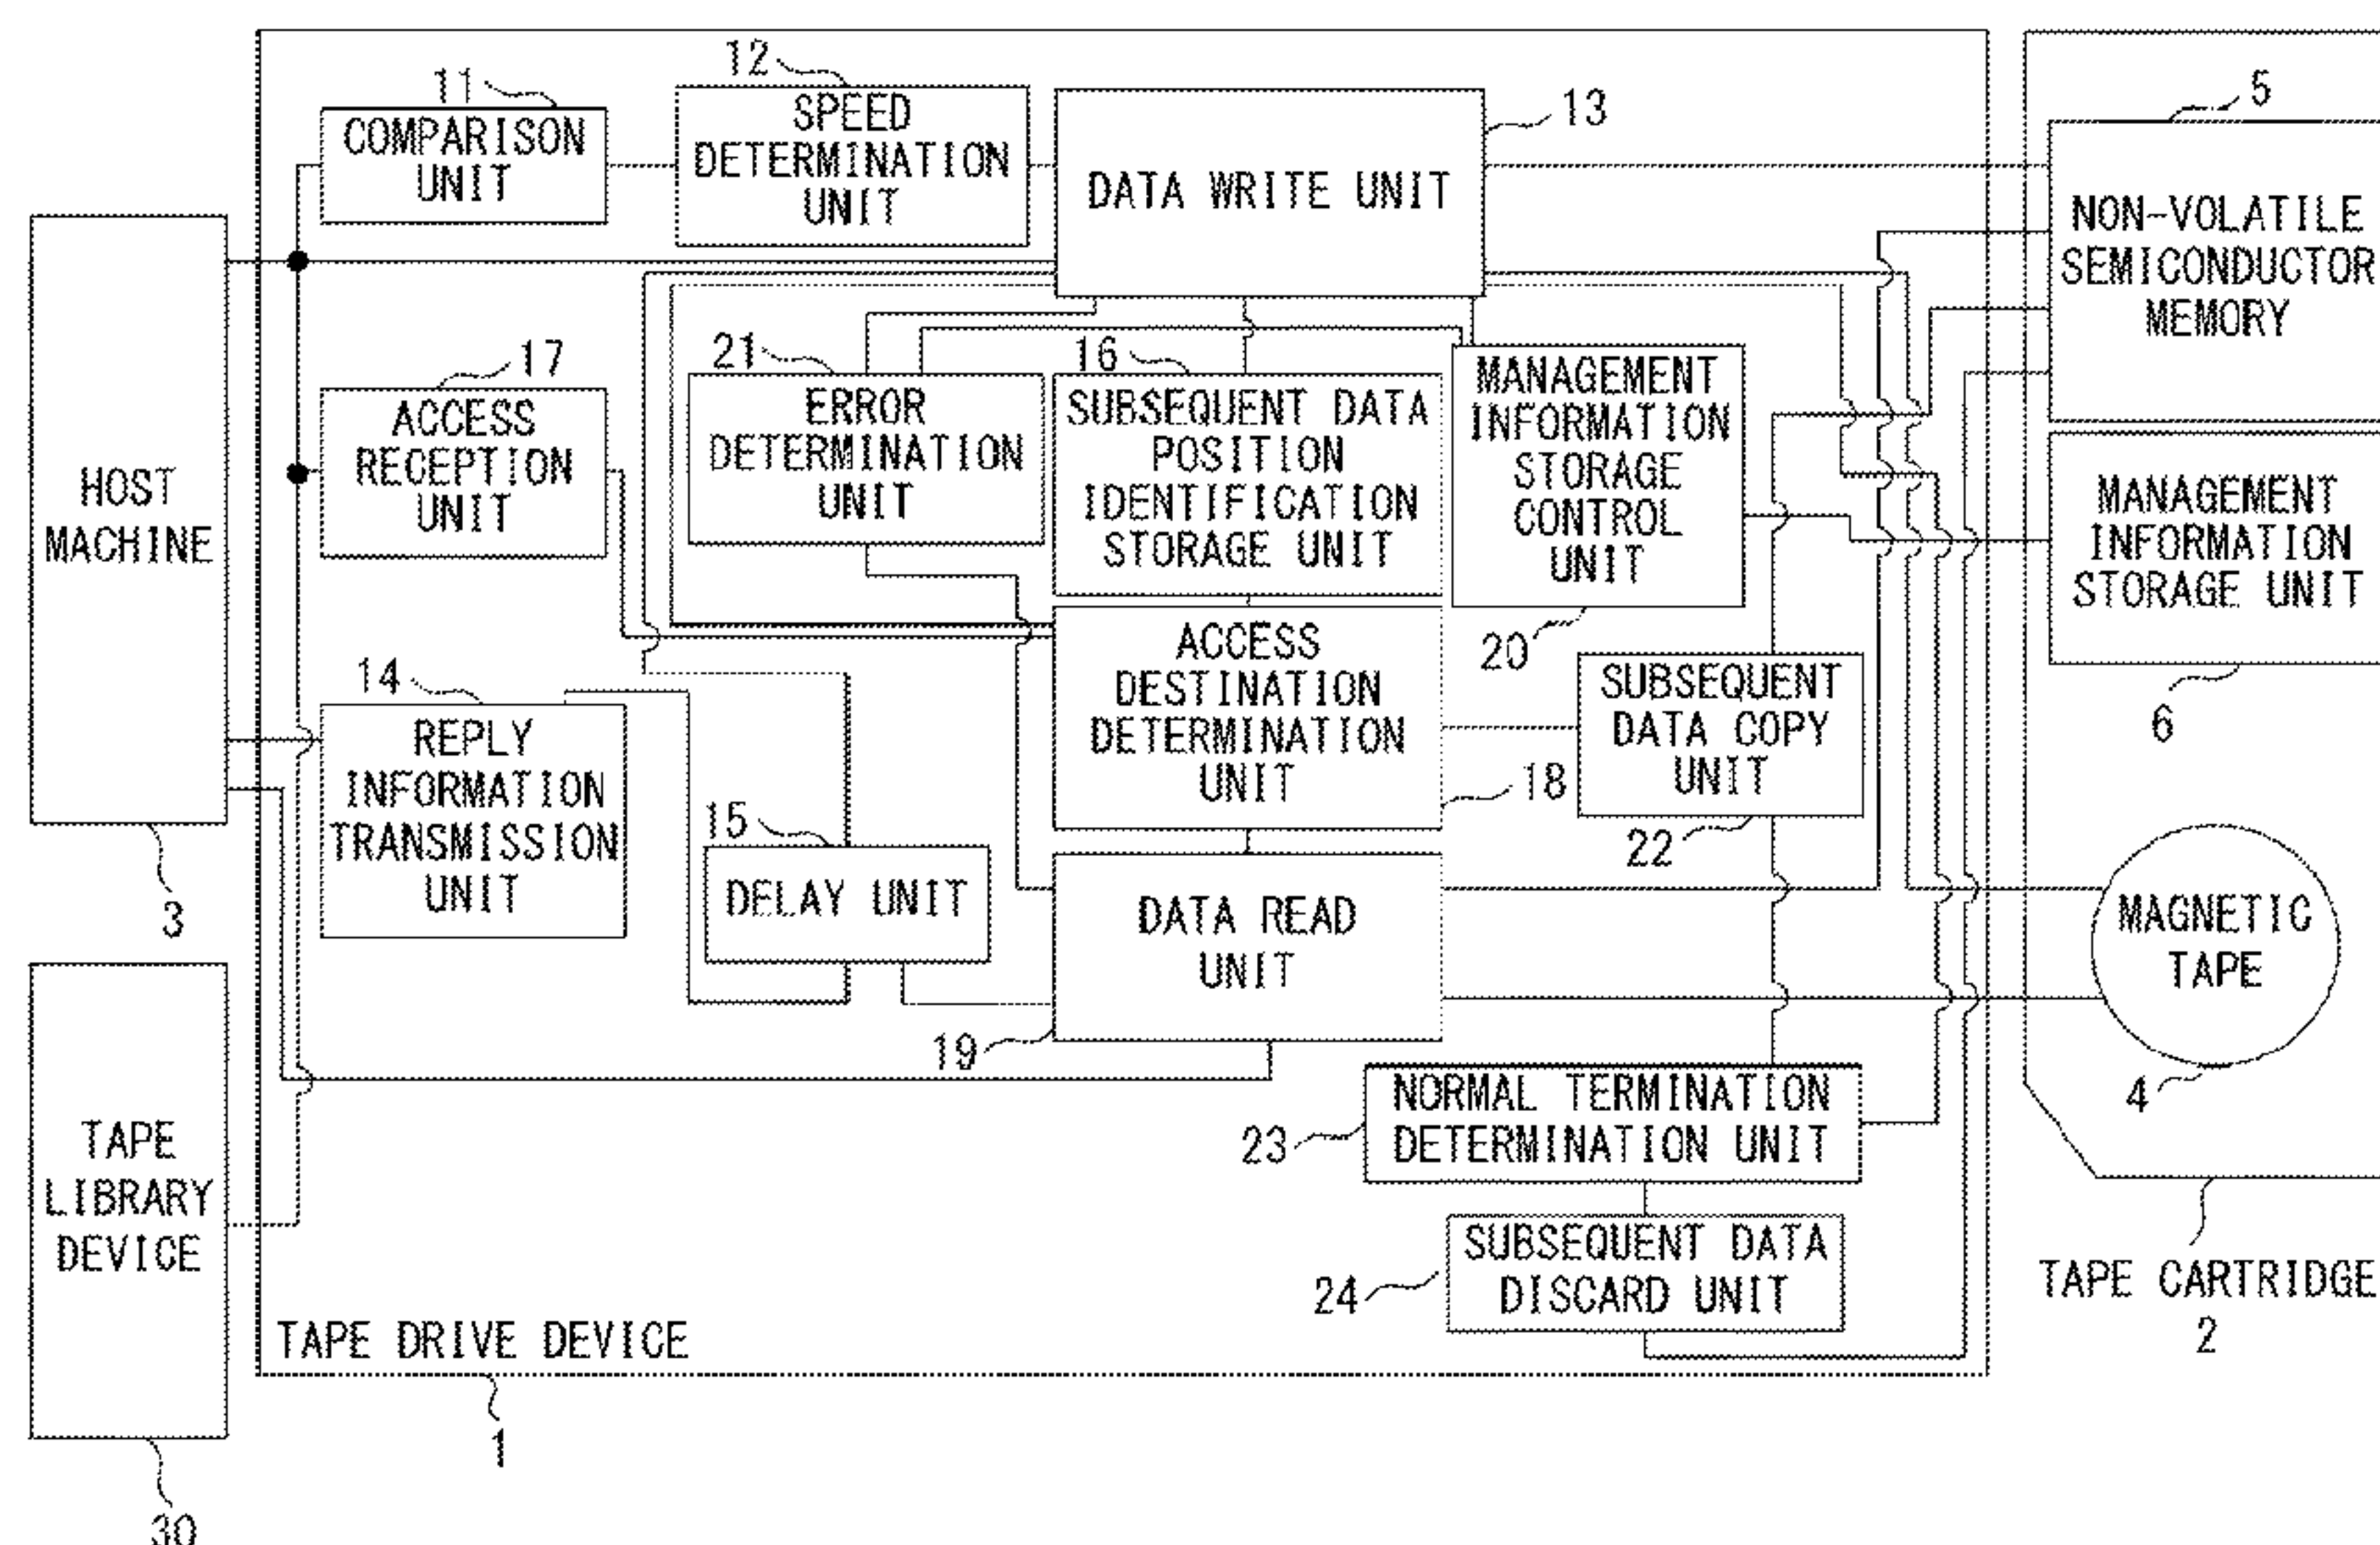 11
COMPARISON
UNIT
12
SPEED
DETERMINATION
UNIT
13
DATA WRITE UNIT
5
NON-VOLATILE
SEMICONDUCTOR
MEMORY
HOST
MACHINE
3
17
ACCESS
RECEPTION
UNIT
21
ERROR
DETERMINATION
UNIT
16
SUBSEQUENT DATA
POSITION
IDENTIFICATION
STORAGE UNIT
MANAGEMENT
INFORMATION
STORAGE
CONTROL
UNIT
20
MANAGEMENT
INFORMATION
STORAGE UNIT
6
14
REPLY
INFORMATION
TRANSMISSION
UNIT
15
DELAY UNIT
ACCESS
DESTINATION
DETERMINATION
UNIT
18
SUBSEQUENT
DATA COPY
UNIT
22
DATA READ
UNIT
19
MAGNETIC
TAPE
4
TAPE
LIBRARY
DEVICE
30
NORMAL TERMINATION
DETERMINATION UNIT
23
SUBSEQUENT DATA
DISCARD UNIT
24
TAPE DRIVE DEVICE
1
TAPE CARTRIDGE
2